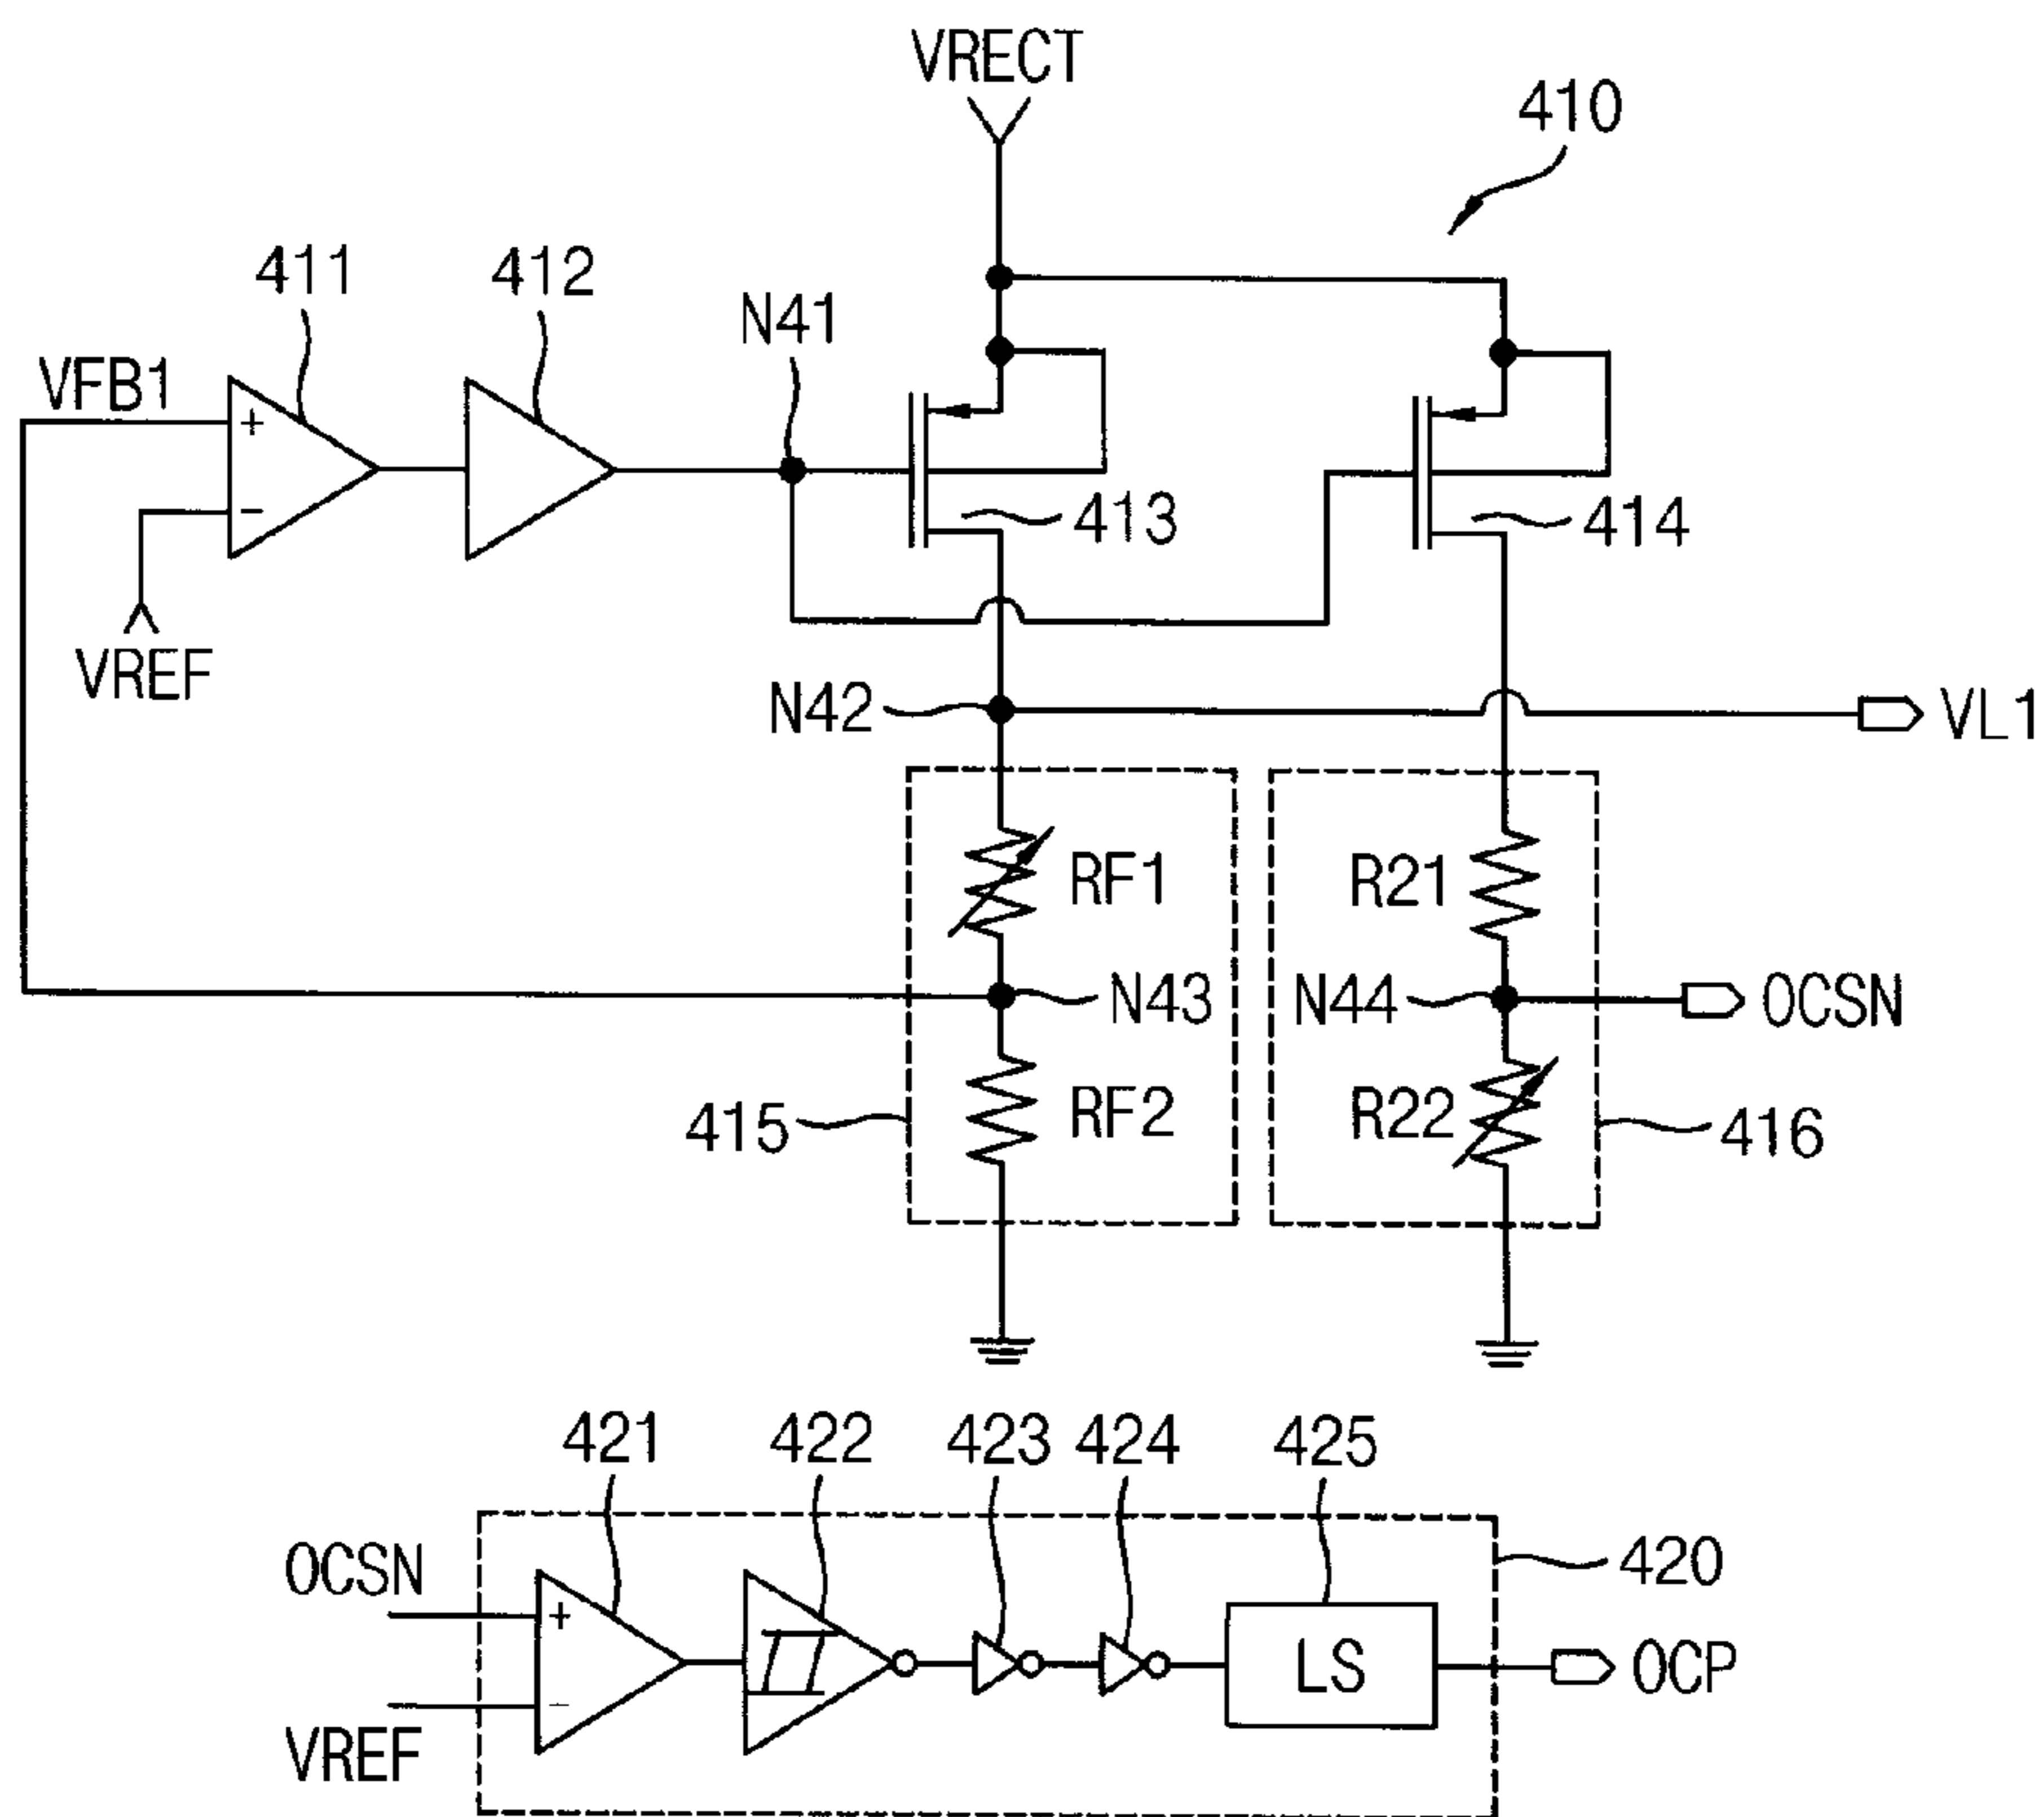 VRECT
410
411
412
N41
VFB1
+
-
413
414
VREF
N42
VL1
RF1
R21
N43
N44
OCSN
RF2
R22
415
416
421
422
423
424
425
OCSN
+
420
LS
OCP
-
VREF